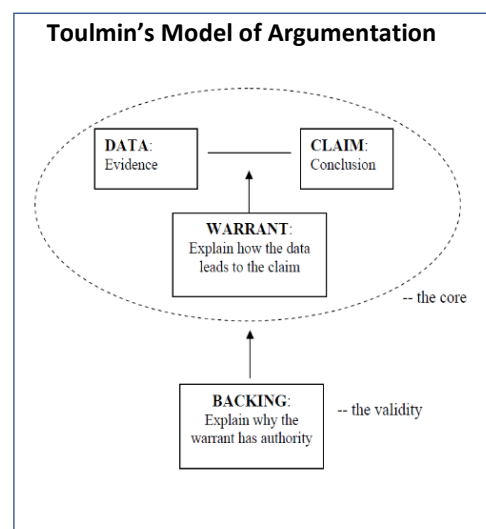 Toulmin’s Model of Argumentation
DATA:
Evidence
CLAIM:
Conclusion
WARRANT:
Explain how the data
leads to the claim
-- the core
BACKING:
Explain why the
warrant has authority
-- the validity